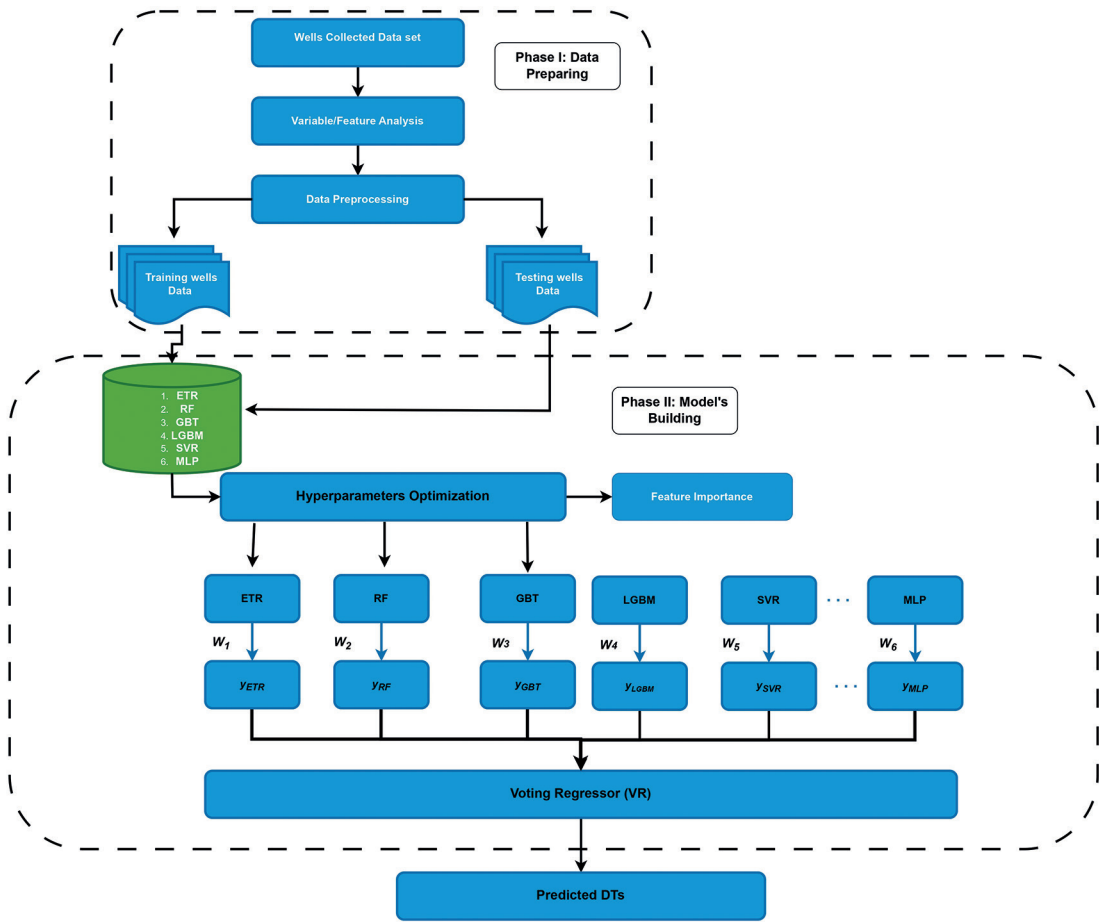 Wells Collected Data set
Phase I: Data
Preparing
Variable/Feature Analysis
Data Preprocessing
Training wells
Data
Testing wells
Data
1. ETR
2. RF
3. GBT
4. LGBM
5. SVR
6. MLP
Phase II: Model's
Building
Hyperparameters Optimization
Feature Importance
ETR
RF
GBT
LGBM
SVR
...
MLP
W1
W2
W3
W4
W5
W6
yETR
yRF
yGBT
yLGBM
ySVR
...
yMLP
Voting Regressor (VR)
Predicted DTs